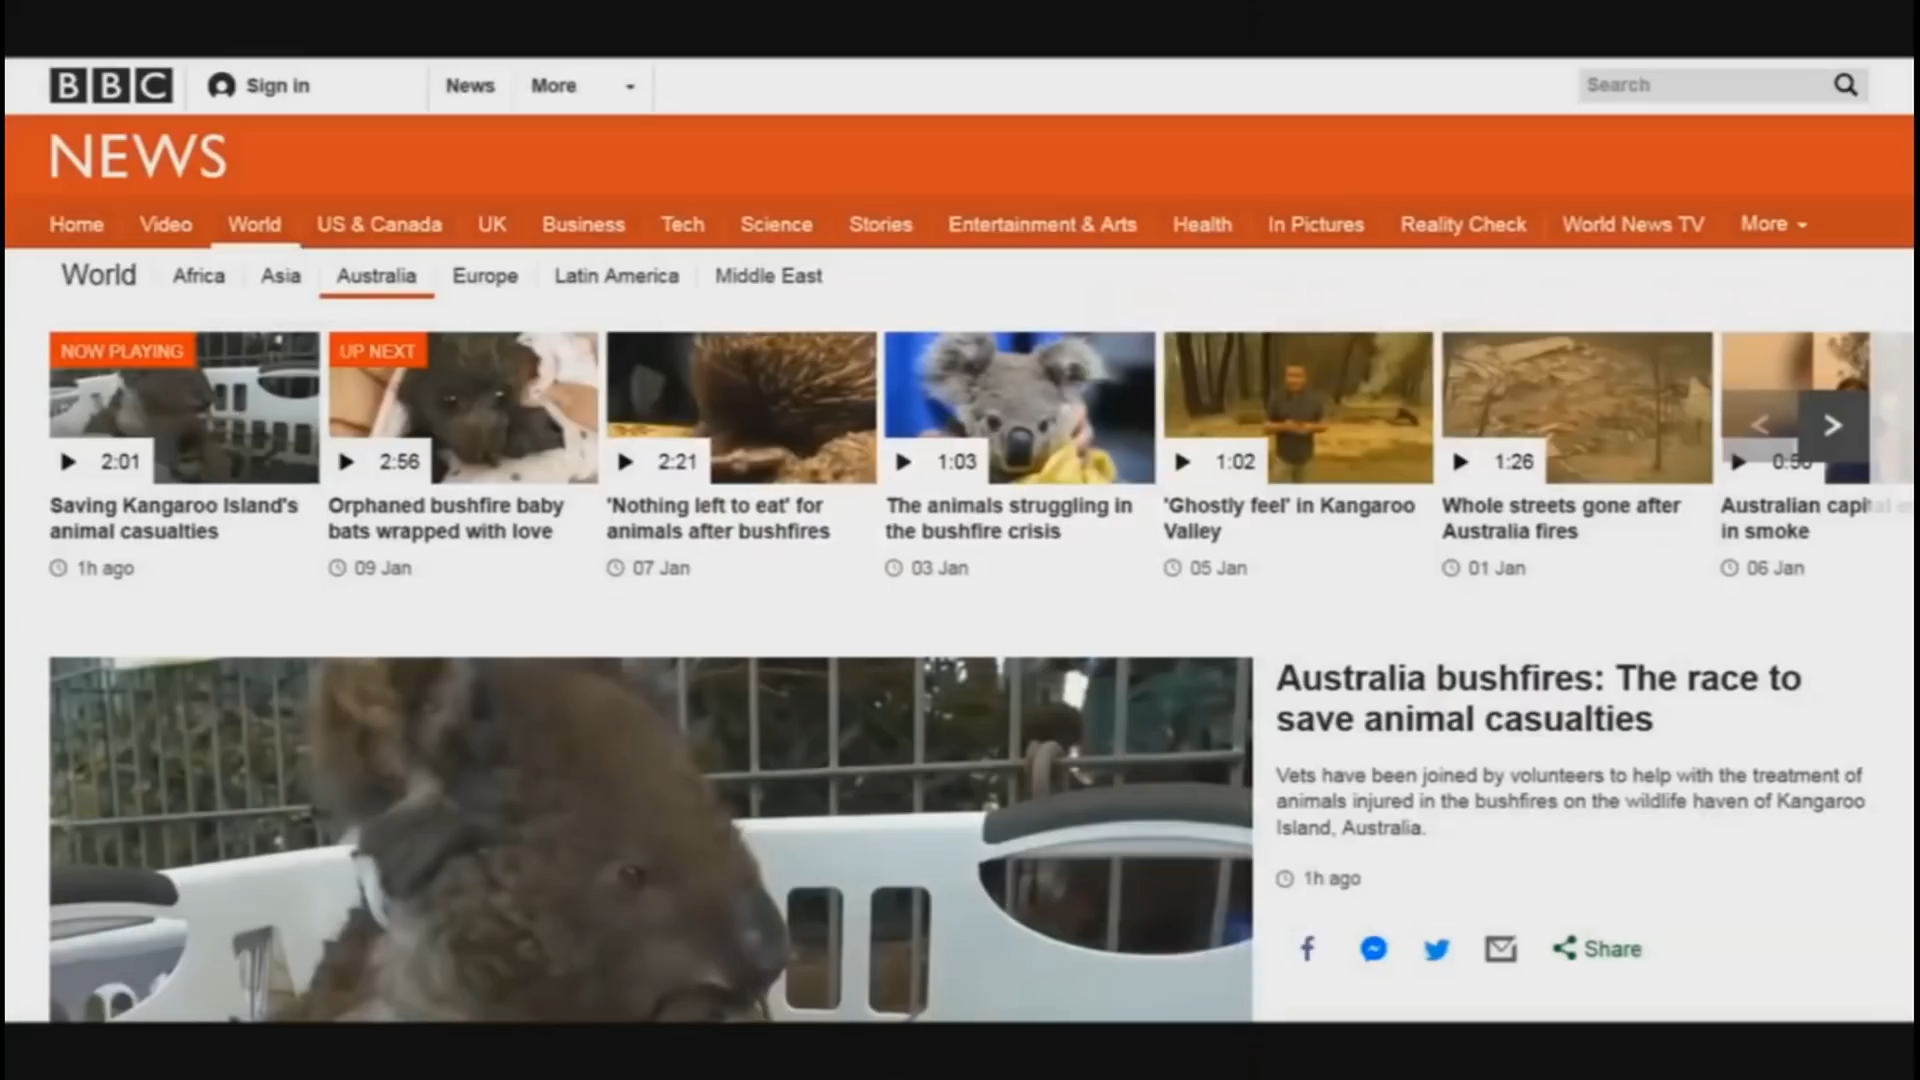 BBC Sign in News More Search
NEWS
Home Video World US & Canada UK Business Tech Science Stories Entertainment & Arts Health In Pictures Reality Check World News TV More
World Africa Asia Australia Europe Latin America Middle East
NOW PLAYING
2:01
Saving Kangaroo Island's
animal casualties
1h ago
UP NEXT
2:56
Orphaned bushfire baby
bats wrapped with love
09 Jan
2:21
'Nothing left to eat' for
animals after bushfires
07 Jan
1:03
The animals struggling in
the bushfire crisis
03 Jan
1:02
'Ghostly feel' in Kangaroo
Valley
05 Jan
1:26
Whole streets gone after
Australia fires
01 Jan
Australian capital
in smoke
06 Jan
Australia bushfires: The race to
save animal casualties
Vets have been joined by volunteers to help with the treatment of
animals injured in the bushfires on the wildlife haven of Kangaroo
Island, Australia.
1h ago
Share